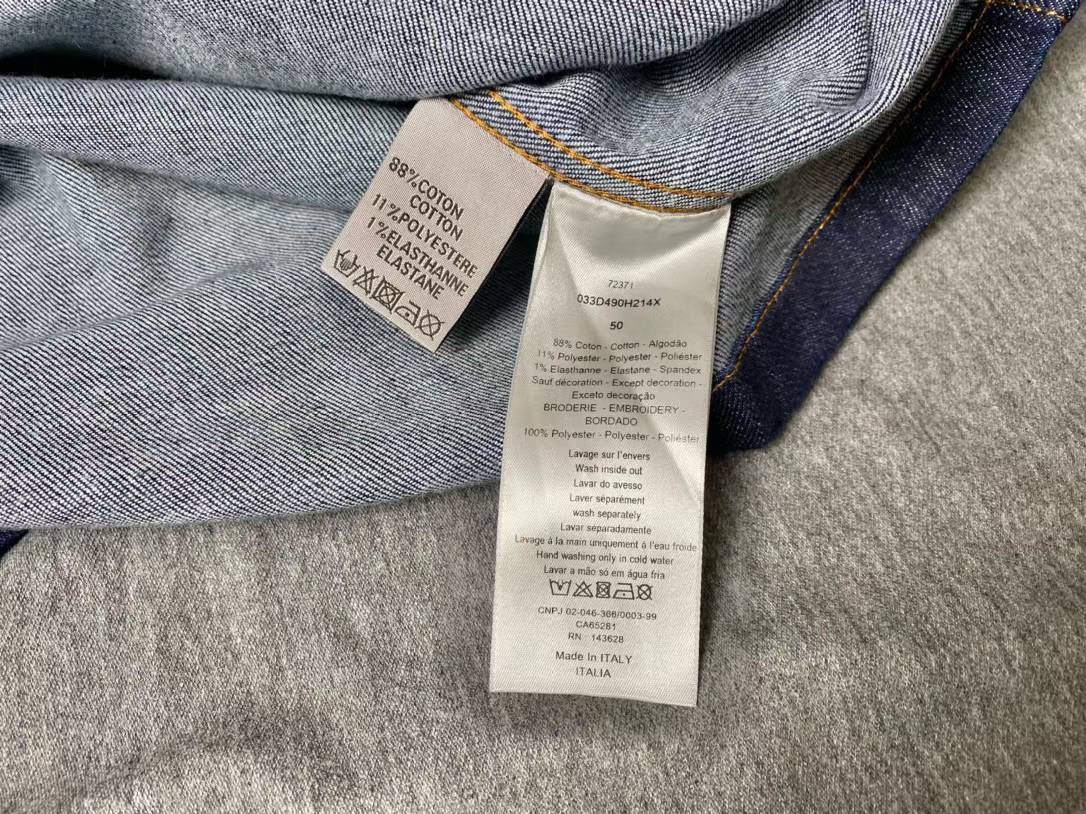 88%COTON
COTTON
11%POLYESTERE
1%ELASTHANNE
ELASTANE
72371
033D490H214X
50
88% Coton - Cotton - Algodão
11% Polyester - Polyester - Poliéster
1% Elasthanne - Elastane - Spandex
Sauf décoration - Except decoration -
Exceto decoração
BRODERIE - EMBROIDERY -
BORDADO
100% Polyester - Polyester - Poliéster
Lavage sur l'envers
Wash inside out
Lavar do avesso
Laver séparément
wash separately
Lavar separadamente
Lavage à la main uniquement à l'eau froide
Hand washing only in cold water
Lavar a mão só em água fria
CNPJ 02-046-366/0003-99
CA65281
RN 143628
Made In ITALY
ITALIA